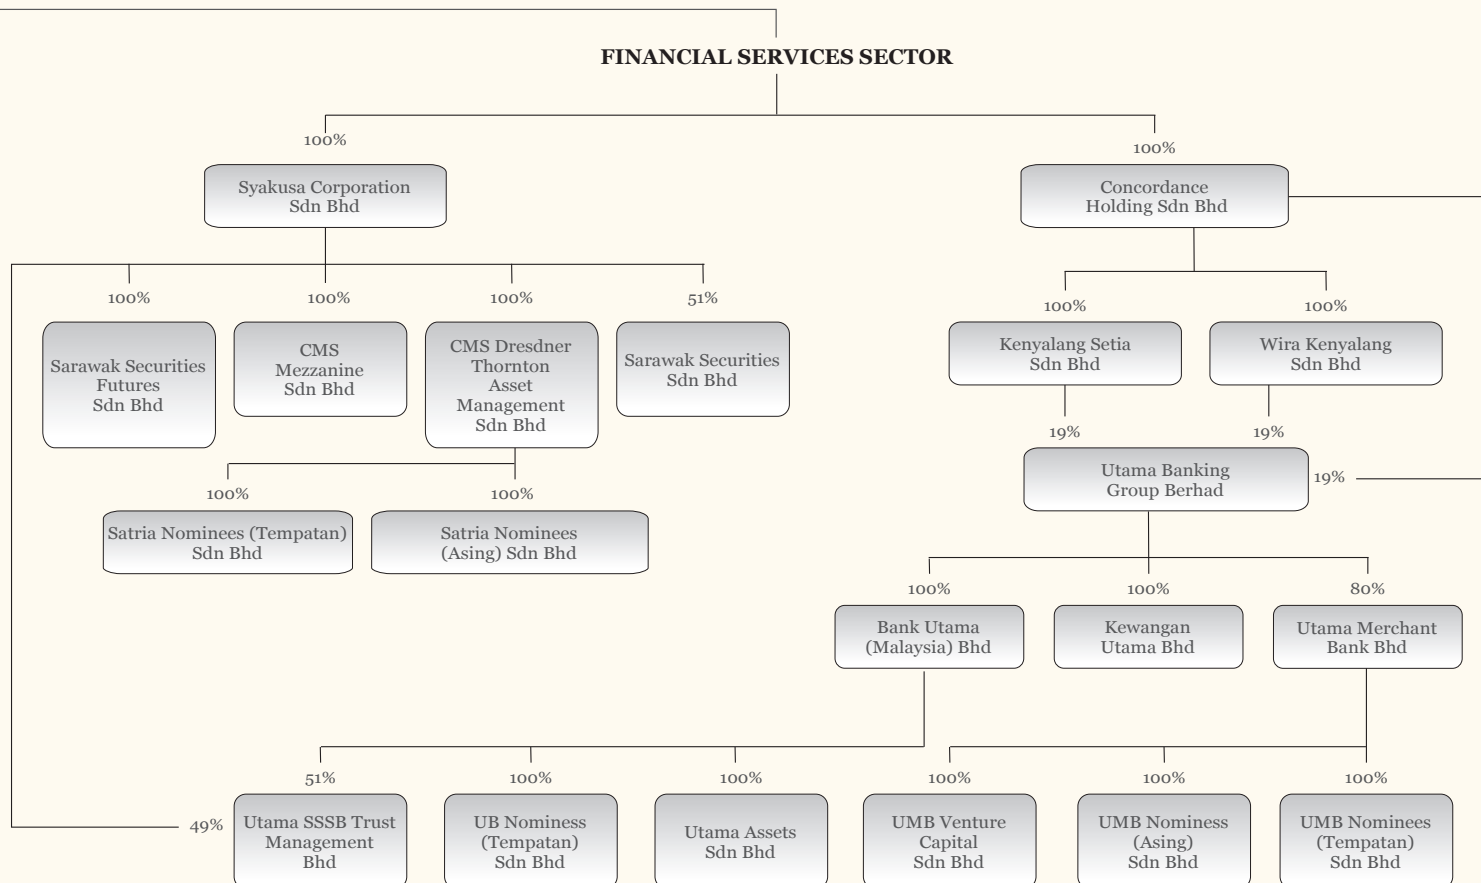 FINANCIAL SERVICES SECTOR
100%
100%
Syakusa Corporation
Sdn Bhd
Concordance
Holding Sdn Bhd
100%
100%
100%
51%
100%
100%
Sarawak Securities
Futures
Sdn Bhd
CMS
Mezzanine
Sdn Bhd
CMS Dresdner
Thornton
Asset
Management
Sdn Bhd
Sarawak Securities
Sdn Bhd
Kenyalang Setia
Sdn Bhd
Wira Kenyalang
Sdn Bhd
19%
19%
Utama Banking
Group Berhad
19%
100%
100%
Satria Nominees (Tempatan)
Sdn Bhd
Satria Nominees
(Asing) Sdn Bhd
100%
100%
80%
Bank Utama
(Malaysia) Bhd
Kewangan
Utama Bhd
Utama Merchant
Bank Bhd
51%
100%
100%
100%
100%
100%
49%
Utama SSSB Trust
Management
Bhd
UB Nominess
(Tempatan)
Sdn Bhd
Utama Assets
Sdn Bhd
UMB Venture
Capital
Sdn Bhd
UMB Nominess
(Asing)
Sdn Bhd
UMB Nominees
(Tempatan)
Sdn Bhd